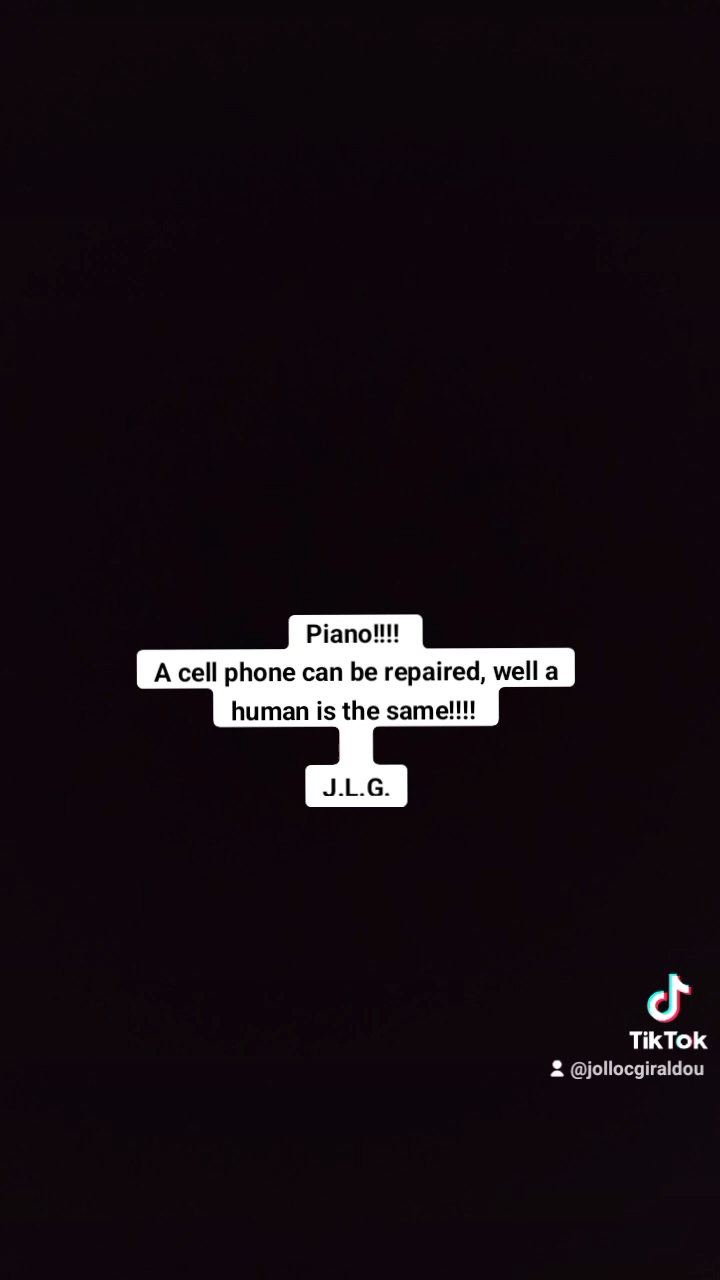 Piano!!!!
A cell phone can be repaired, well a
human is the same!!!!
J.L.G.
TikTok
@jollocgiraldou